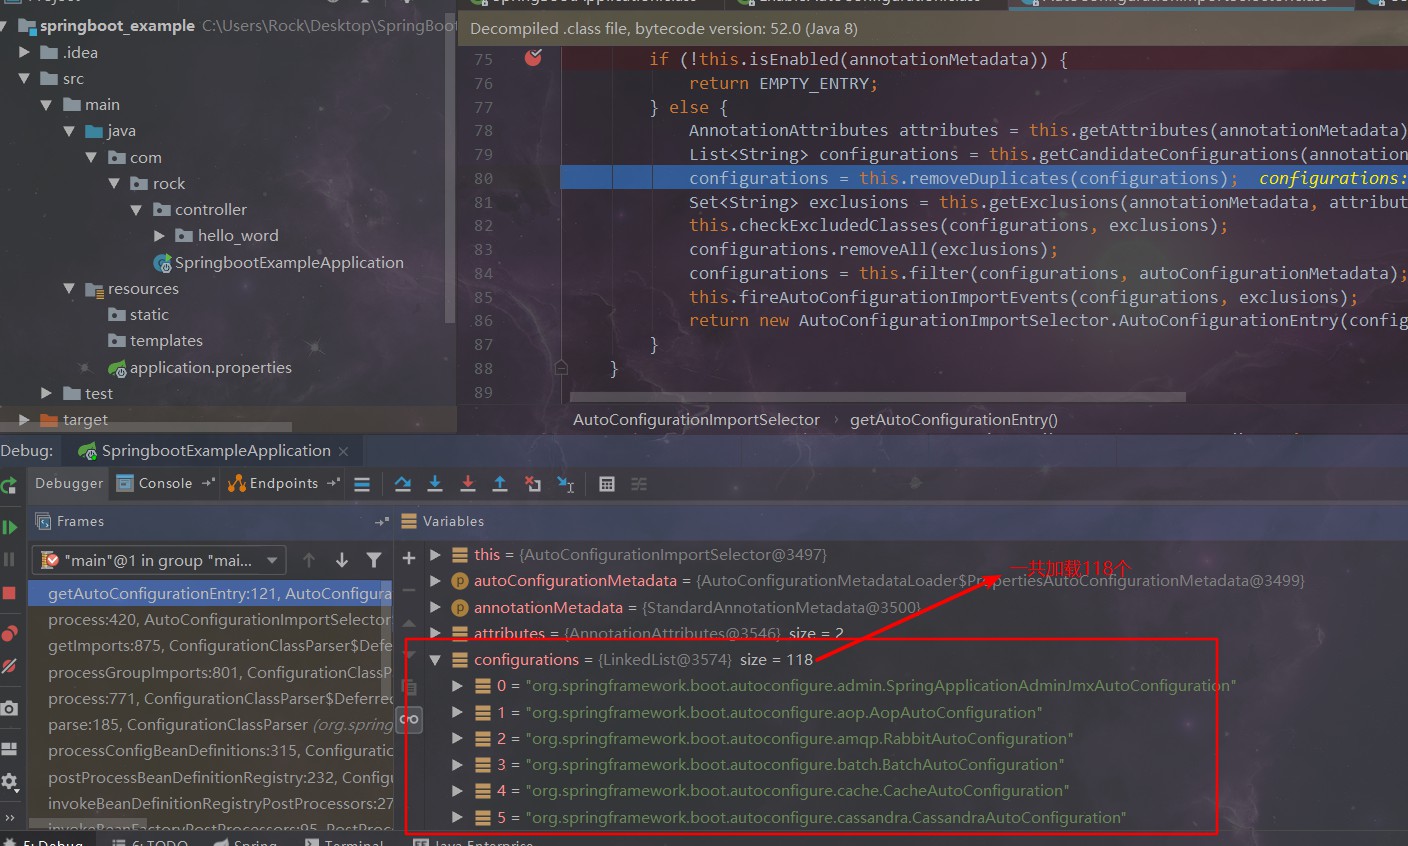 springboot_example C:\Users\Rock\Desktop\SpringBoot
.idea
src
main
java
com
rock
controller
hello_word
SpringbootExampleApplication
resources
static
templates
application.properties
test
target
Decompiled .class file, bytecode version: 52.0 (Java 8)
75 if (!this.isEnabled(annotationMetadata)) {
76 return EMPTY_ENTRY;
77 } else {
78 AnnotationAttributes attributes = this.getAttributes(annotationMetadata)
79 List<String> configurations = this.getCandidateConfigurations(annotation
80 configurations = this.removeDuplicates(configurations); configurations:
81 Set<String> exclusions = this.getExclusions(annotationMetadata, attribut
82 this.checkExcludedClasses(configurations, exclusions);
83 configurations.removeAll(exclusions);
84 configurations = this.filter(configurations, autoConfigurationMetadata);
85 this.fireAutoConfigurationImportEvents(configurations, exclusions);
86 return new AutoConfigurationImportSelector.AutoConfigurationEntry(config
87 }
88 }
89
AutoConfigurationImportSelector › getAutoConfigurationEntry()
Debug: SpringbootExampleApplication ×
Debugger Console Endpoints
Frames
"main"@1 in group "mai...
getAutoConfigurationEntry:121, AutoConfigura
process:420, AutoConfigurationImportSelector
getImports:875, ConfigurationClassParser$Defe
processGroupImports:801, ConfigurationClass
process:771, ConfigurationClassParser$Deferre
parse:185, ConfigurationClassParser (org.spring
processConfigBeanDefinitions:315, Configuratio
postProcessBeanDefinitionRegistry:232, Config
invokeBeanDefinitionRegistryPostProcessors:27
invokeBeanFactoryPostProcessors:95, PostProc
Variables
this = {AutoConfigurationImportSelector@3497}
一共加载118个
autoConfigurationMetadata = {AutoConfigurationMetadataLoader$PropertiesAutoConfigurationMetadata@3499}
annotationMetadata = {StandardAnnotationMetadata@3500}
attributes = {AnnotationAttributes@3546} size = 2
configurations = {LinkedList@3574} size = 118
0 = "org.springframework.boot.autoconfigure.admin.SpringApplicationAdminJmxAutoConfiguration"
1 = "org.springframework.boot.autoconfigure.aop.AopAutoConfiguration"
2 = "org.springframework.boot.autoconfigure.amqp.RabbitAutoConfiguration"
3 = "org.springframework.boot.autoconfigure.batch.BatchAutoConfiguration"
4 = "org.springframework.boot.autoconfigure.cache.CacheAutoConfiguration"
5 = "org.springframework.boot.autoconfigure.cassandra.CassandraAutoConfiguration"
5: Debug 6: TODO Spring Terminal Java Enterprise